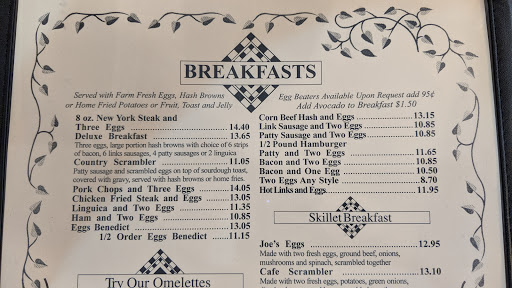 BREAKFASTS
Served with Farm Fresh Eggs, Hash Browns
or Home Fried Potatoes or Fruit, Toast and Jelly
Egg Beaters Available Upon Request add 95¢
Add Avocado to Breakfast $1.50
8 oz. New York Steak and
Three Eggs 14.40
Deluxe Breakfast 13.65
Three eggs, large portion hash browns with choice of 6 strips
of bacon, 6 links sausages, 4 patty sausages or 2 linguica
Country Scrambler 11.05
Patty sausage and scrambled eggs on top of sourdough toast,
covered with gravy, served with hash browns or home fries.
Pork Chops and Three Eggs 14.05
Chicken Fried Steak and Eggs 13.05
Linguica and Two Eggs 11.35
Ham and Two Eggs 10.85
Eggs Benedict 13.05
1/2 Order Eggs Benedict 11.15
Try Our Omelettes
Corn Beef Hash and Eggs 13.15
Link Sausage and Two Eggs 10.85
Patty Sausage and Two Eggs 10.85
1/2 Pound Hamburger
Patty and Two Eggs 11.65
Bacon and Two Eggs 10.85
Bacon and One Egg 10.50
Two Eggs Any Style 8.70
Hot Links and Eggs 11.95
Skillet Breakfast
Joe's Eggs 12.95
Made with two fresh eggs, ground beef, onions,
mushrooms and spinach, scrambled together
Cafe Scrambler 13.10
Made with two fresh eggs, potatoes, green onions,